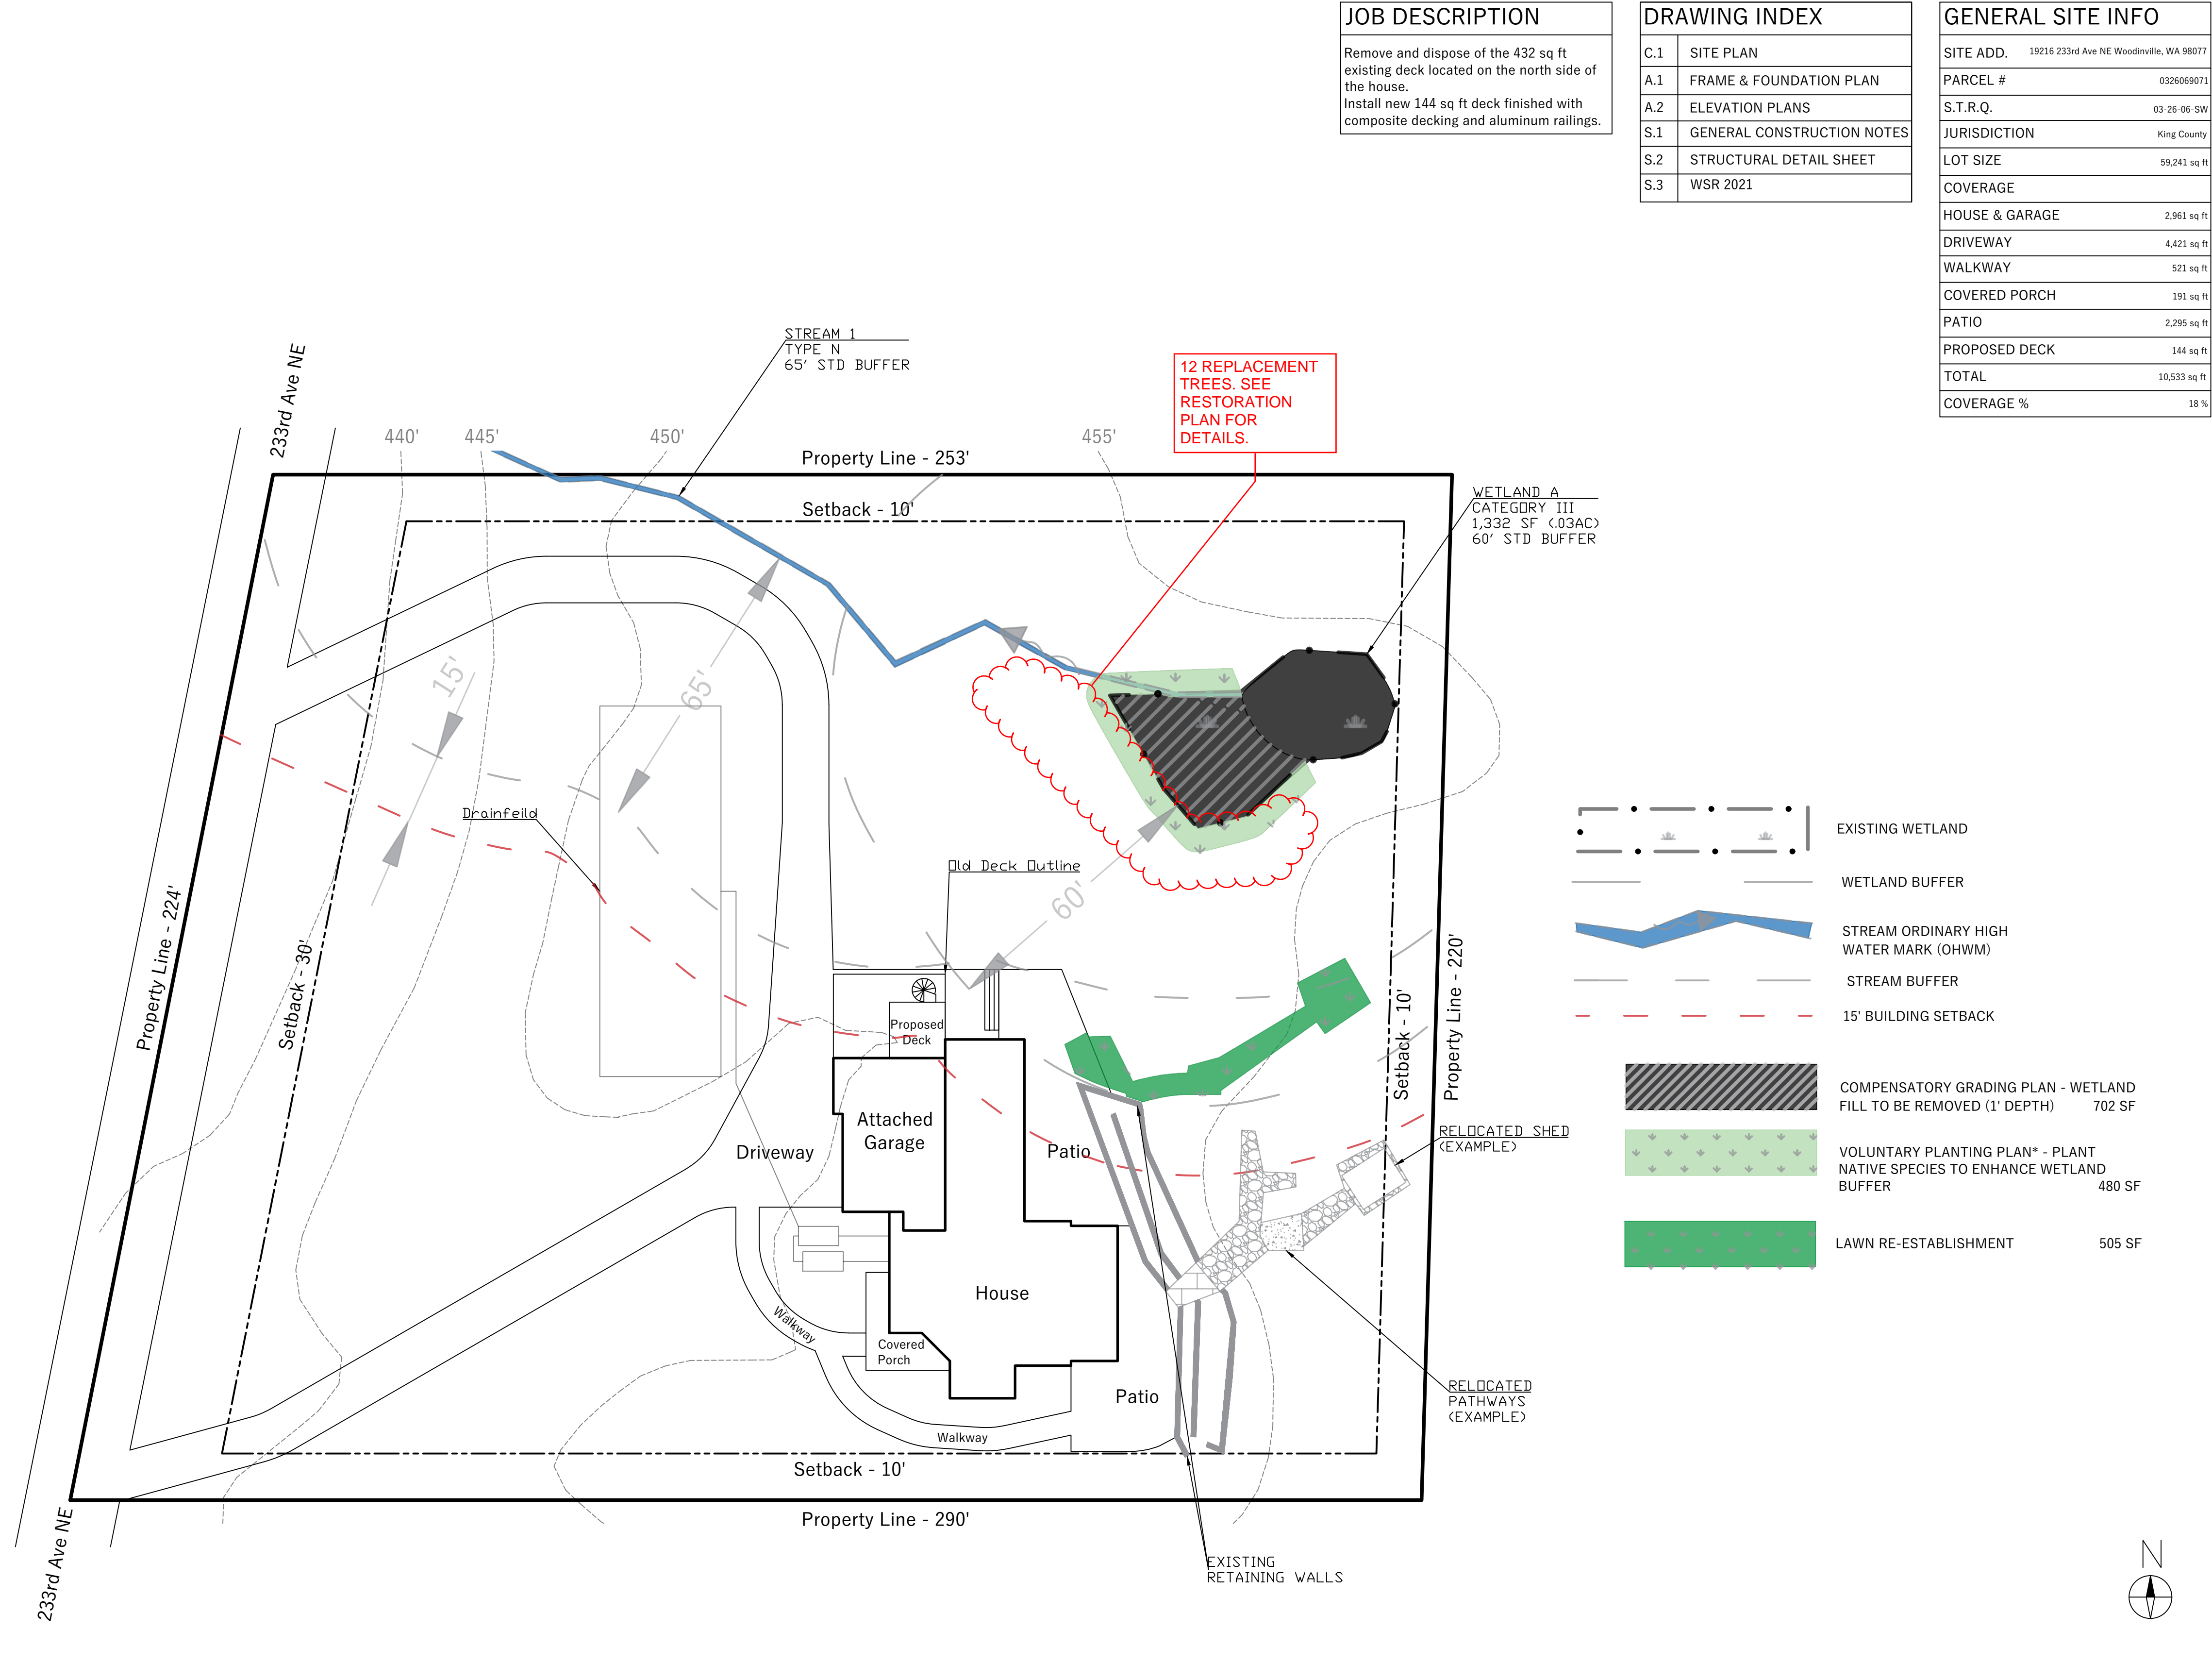 JOB DESCRIPTION
Remove and dispose of the 432 sq ft
existing deck located on the north side of
the house.
Install new 144 sq ft deck finished with
composite decking and aluminum railings.
DRAWING INDEX
C.1 SITE PLAN
A.1 FRAME & FOUNDATION PLAN
A.2 ELEVATION PLANS
S.1 GENERAL CONSTRUCTION NOTES
S.2 STRUCTURAL DETAIL SHEET
S.3 WSR 2021
GENERAL SITE INFO
SITE ADD. 19216 233rd Ave NE Woodinville, WA 98077
PARCEL # 0326069071
S.T.R.Q. 03-26-06-SW
JURISDICTION King County
LOT SIZE 59,241 sq ft
COVERAGE
HOUSE & GARAGE 2,961 sq ft
DRIVEWAY 4,421 sq ft
WALKWAY 521 sq ft
COVERED PORCH 191 sq ft
PATIO 2,295 sq ft
PROPOSED DECK 144 sq ft
TOTAL 10,533 sq ft
COVERAGE % 18 %
STREAM 1
TYPE N
65' STD BUFFER
12 REPLACEMENT
TREES. SEE
RESTORATION
PLAN FOR
DETAILS.
233rd Ave NE
440'
445'
450'
455'
Property Line - 253'
Setback - 10'
WETLAND A
CATEGORY III
1,332 SF (.03AC)
60' STD BUFFER
15'
65'
60'
Drainfeild
Old Deck Outline
Property Line - 224'
Setback - 30'
Setback - 10'
Property Line - 220'
Proposed
Deck
Attached
Garage
Driveway
Patio
House
Walkway
Covered
Porch
Patio
Walkway
RELOCATED SHED
(EXAMPLE)
RELOCATED
PATHWAYS
(EXAMPLE)
Setback - 10'
Property Line - 290'
233rd Ave NE
EXISTING
RETAINING WALLS
EXISTING WETLAND
WETLAND BUFFER
STREAM ORDINARY HIGH
WATER MARK (OHWM)
STREAM BUFFER
15' BUILDING SETBACK
COMPENSATORY GRADING PLAN - WETLAND
FILL TO BE REMOVED (1' DEPTH) 702 SF
VOLUNTARY PLANTING PLAN* - PLANT
NATIVE SPECIES TO ENHANCE WETLAND
BUFFER 480 SF
LAWN RE-ESTABLISHMENT 505 SF
N